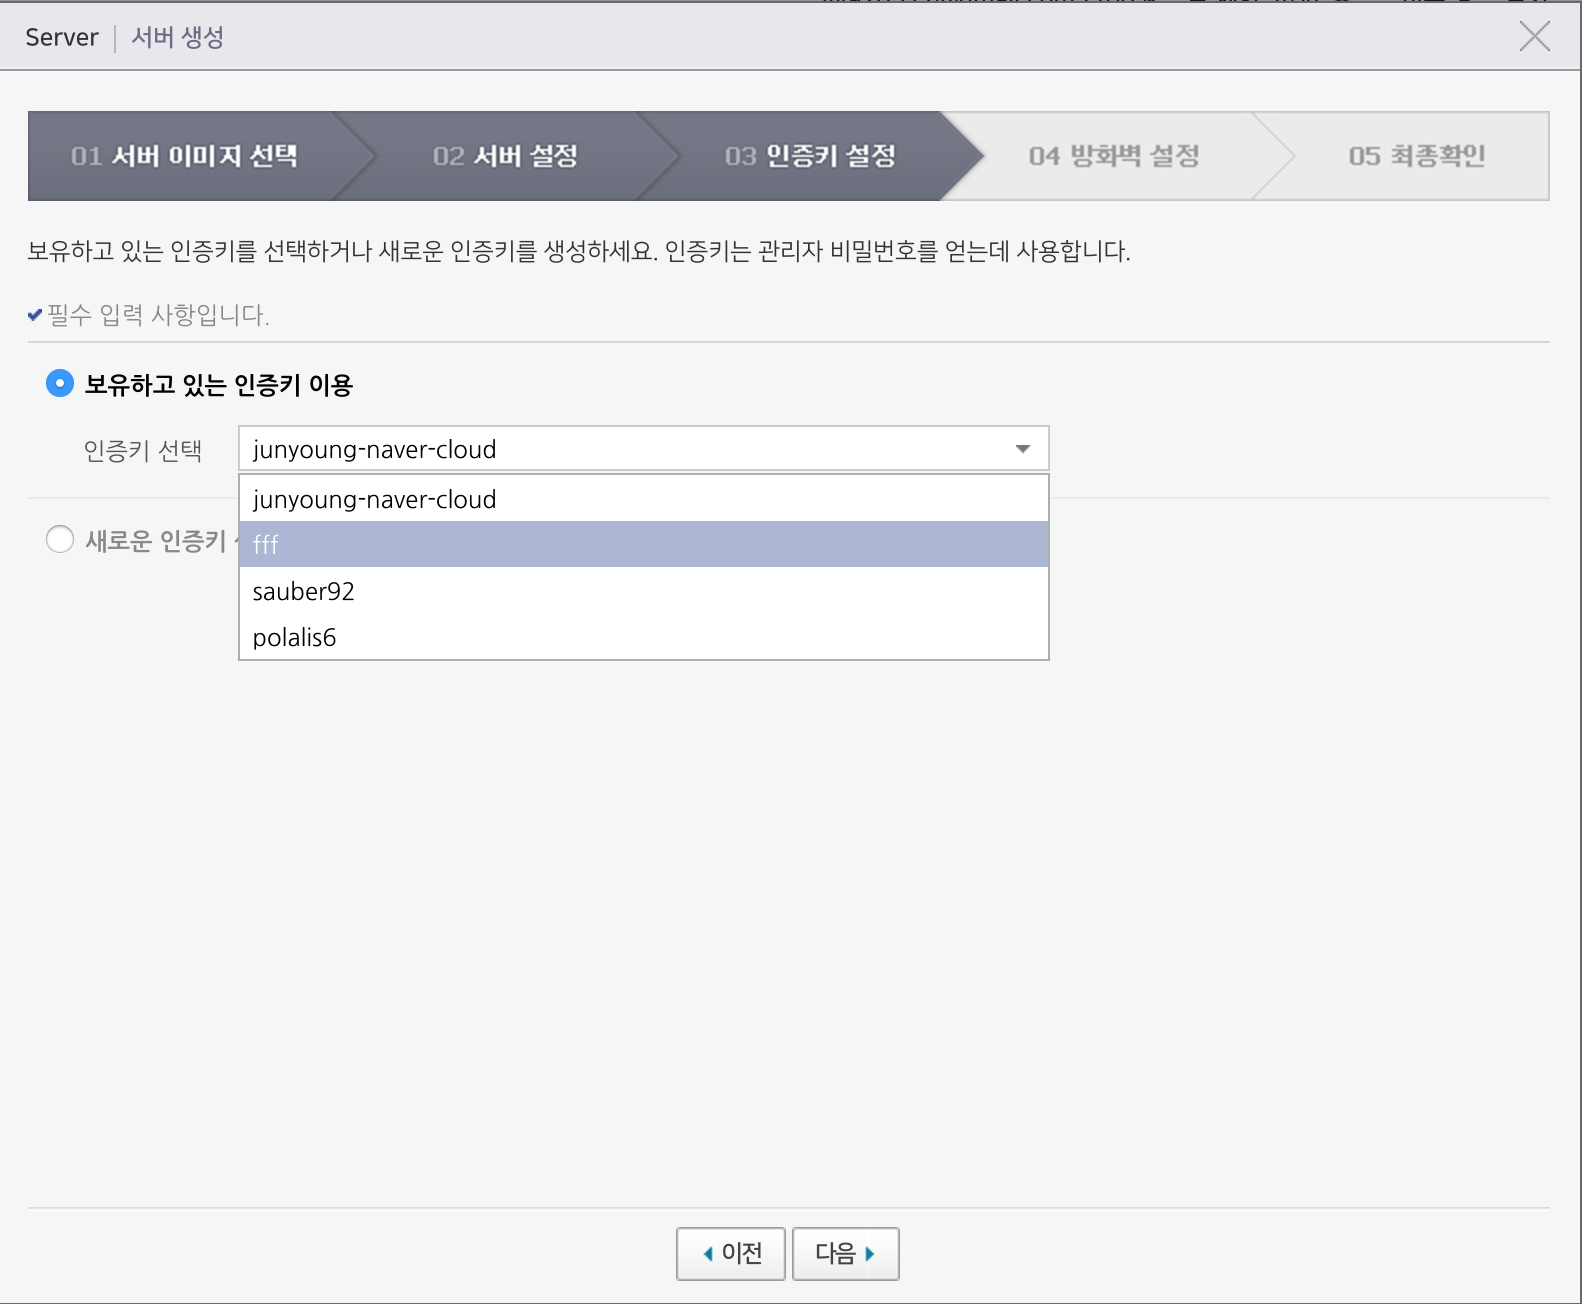 Server | 서버 생성
01 서버 이미지 선택 02 서버 설정 03 인증키 설정 04 방화벽 설정 05 최종확인
보유하고 있는 인증키를 선택하거나 새로운 인증키를 생성하세요. 인증키는 관리자 비밀번호를 얻는데 사용합니다.
필수 입력 사항입니다.
보유하고 있는 인증키 이용
인증키 선택 junyoung-naver-cloud
junyoung-naver-cloud
새로운 인증키
fff
sauber92
polalis6
이전 다음